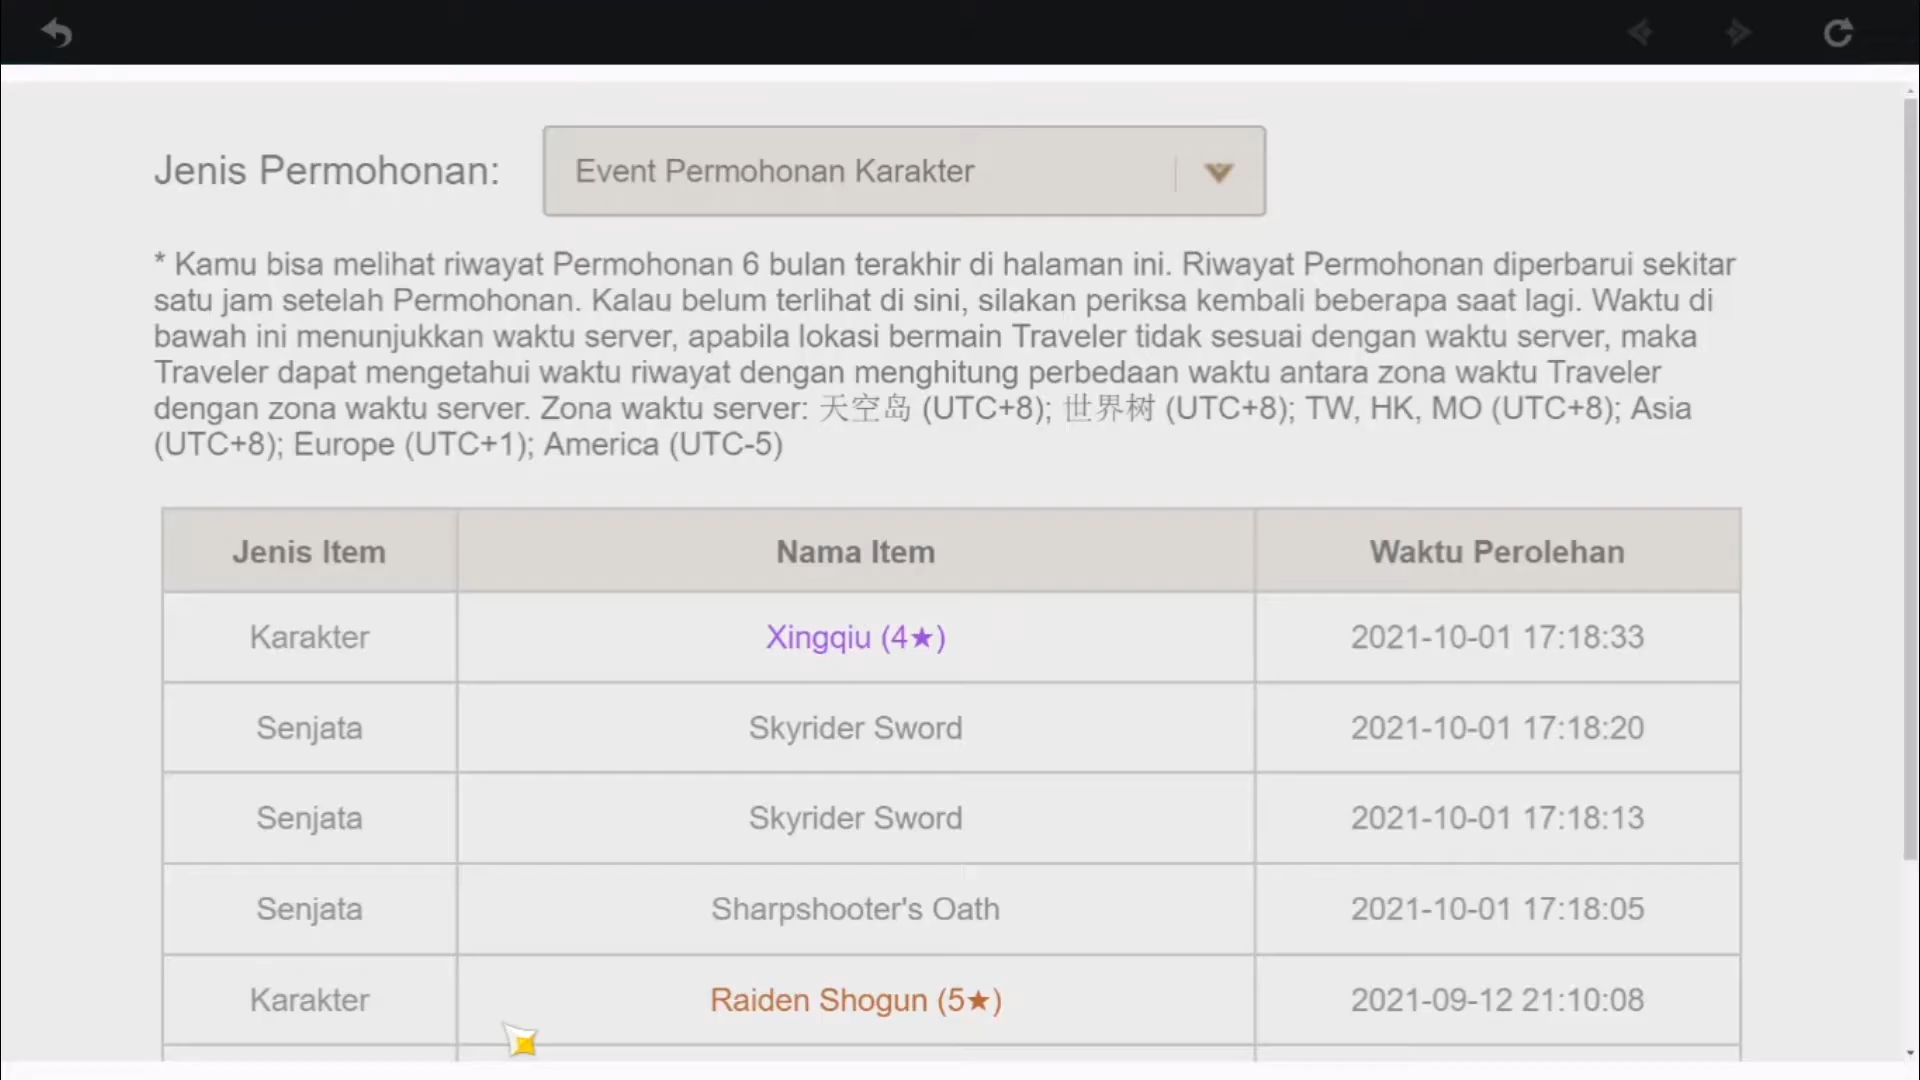 Jenis Permohonan: Event Permohonan Karakter
* Kamu bisa melihat riwayat Permohonan 6 bulan terakhir di halaman ini. Riwayat Permohonan diperbarui sekitar
satu jam setelah Permohonan. Kalau belum terlihat di sini, silakan periksa kembali beberapa saat lagi. Waktu di
bawah ini menunjukkan waktu server, apabila lokasi bermain Traveler tidak sesuai dengan waktu server, maka
Traveler dapat mengetahui waktu riwayat dengan menghitung perbedaan waktu antara zona waktu Traveler
dengan zona waktu server. Zona waktu server: 天空岛 (UTC+8); 世界树 (UTC+8); TW, HK, MO (UTC+8); Asia
(UTC+8); Europe (UTC+1); America (UTC-5)
Jenis Item Nama Item Waktu Perolehan
Karakter Xingqiu (4★) 2021-10-01 17:18:33
Senjata Skyrider Sword 2021-10-01 17:18:20
Senjata Skyrider Sword 2021-10-01 17:18:13
Senjata Sharpshooter's Oath 2021-10-01 17:18:05
Karakter Raiden Shogun (5★) 2021-09-12 21:10:08